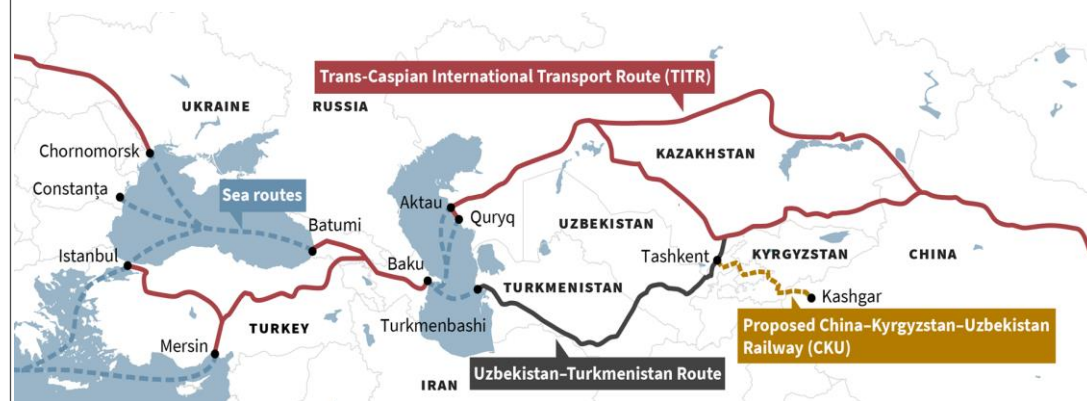 Trans-Caspian International Transport Route (TITR)
UKRAINE
RUSSIA
Chornomorsk
KAZAKHSTAN
Constanța
Sea routes
Aktau
Quryq
Batumi
UZBEKISTAN
Istanbul
Tashkent
KYRGYZSTAN
CHINA
Baku
TURKMENISTAN
Kashgar
Turkmenbashi
TURKEY
Mersin
Proposed China–Kyrgyzstan–Uzbekistan
Railway (CKU)
Uzbekistan–Turkmenistan Route
IRAN